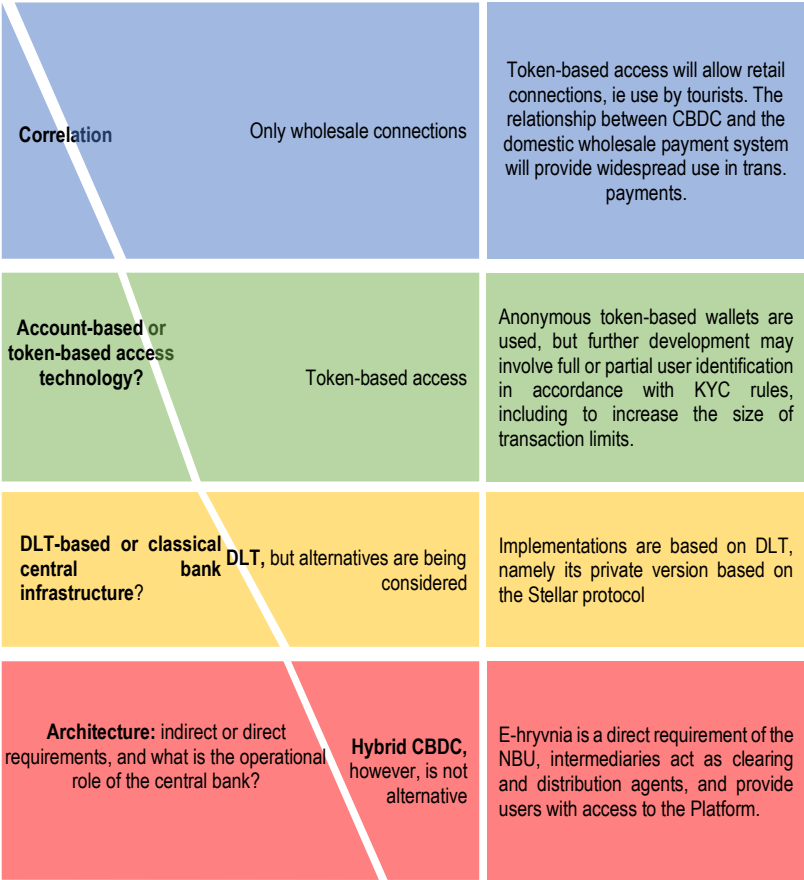 Correlation
Only wholesale connections
Token-based access will allow retail
connections, ie use by tourists. The
relationship between CBDC and the
domestic wholesale payment system
will provide widespread use in trans.
payments.
Account-based or
token-based access
technology?
Token-based access
Anonymous token-based wallets are
used, but further development may
involve full or partial user identification
in accordance with KYC rules,
including to increase the size of
transaction limits.
DLT-based or classical
central bank
infrastructure?
DLT, but alternatives are being
considered
Implementations are based on DLT,
namely its private version based on
the Stellar protocol
Architecture: indirect or direct
requirements, and what is the operational
role of the central bank?
Hybrid CBDC,
however, is not
alternative
E-hryvnia is a direct requirement of the
NBU, intermediaries act as clearing
and distribution agents, and provide
users with access to the Platform.